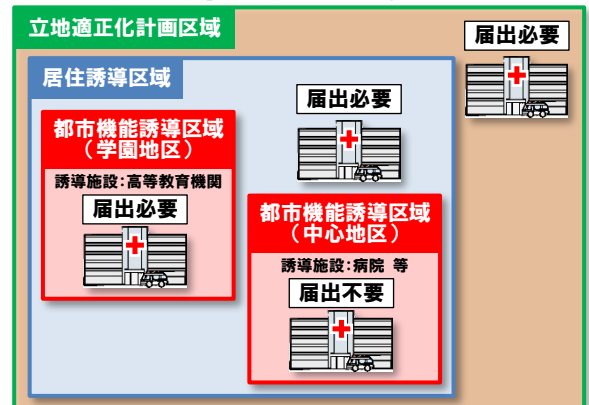 立地適正化計画区域
届出必要
居住誘導区域
届出必要
都市機能誘導区域
（学園地区）
誘導施設：高等教育機関
届出必要
都市機能誘導区域
（中心地区）
誘導施設：病院 等
届出不要